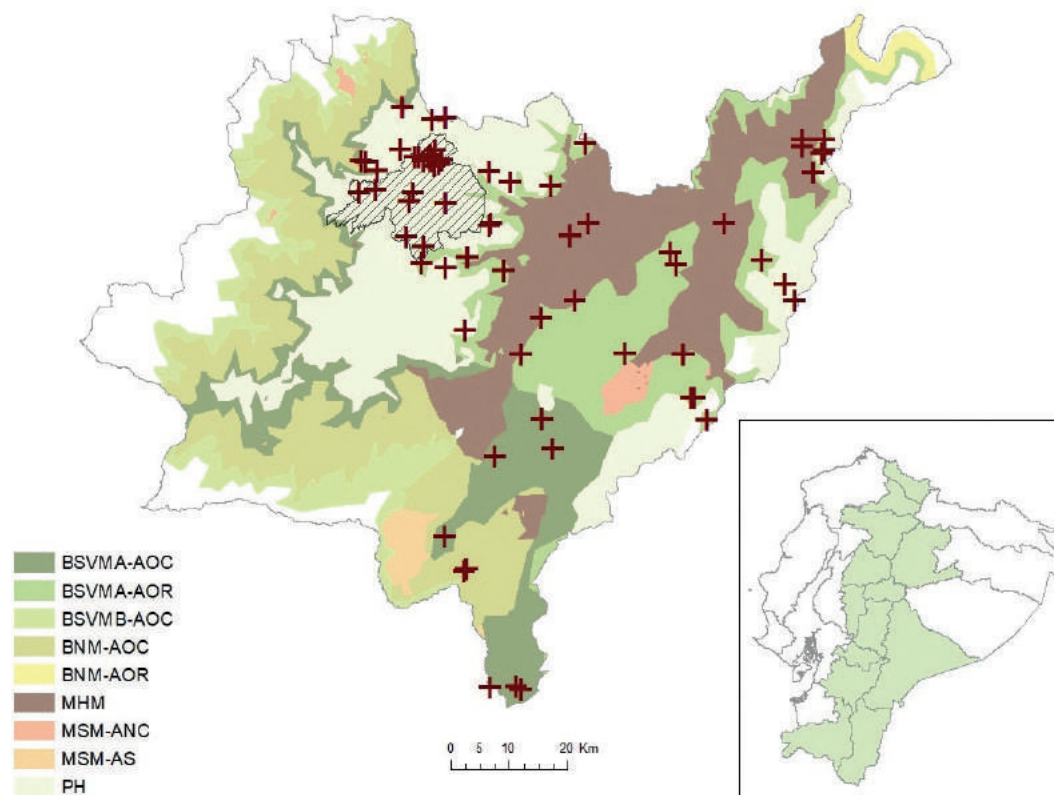 BSVMA-AOC
BSVMA-AOR
BSVMB-AOC
BNM-AOC
BNM-AOR
MHM
MSM-ANC
MSM-AS
PH
0 5 10 20 Km